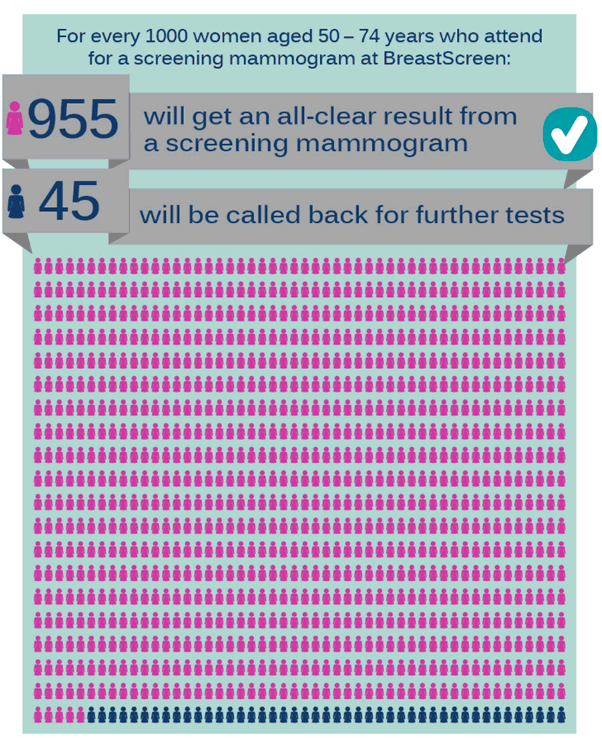 For every 1000 women aged 50 – 74 years who attend
for a screening mammogram at BreastScreen:
955
will get an all-clear result from
a screening mammogram
45
will be called back for further tests